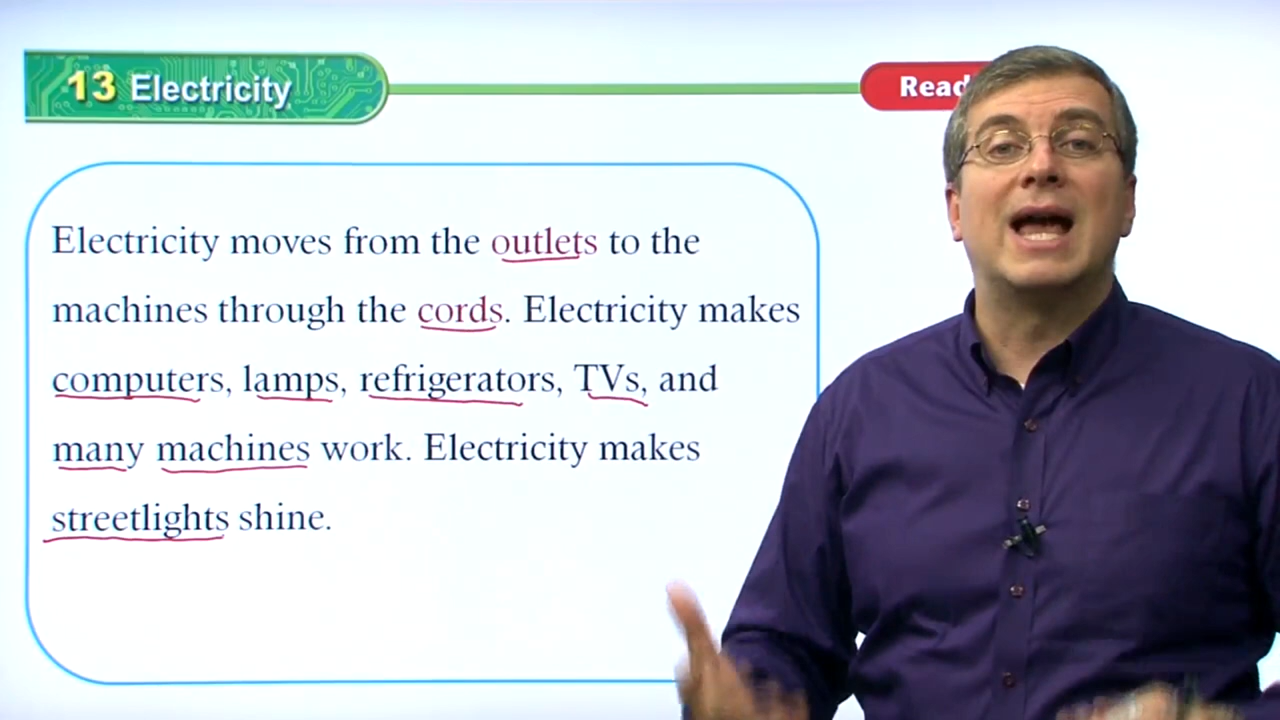 13 Electricity
Read
Electricity moves from the outlets to the
machines through the cords. Electricity makes
computers, lamps, refrigerators, TVs, and
many machines work. Electricity makes
streetlights shine.